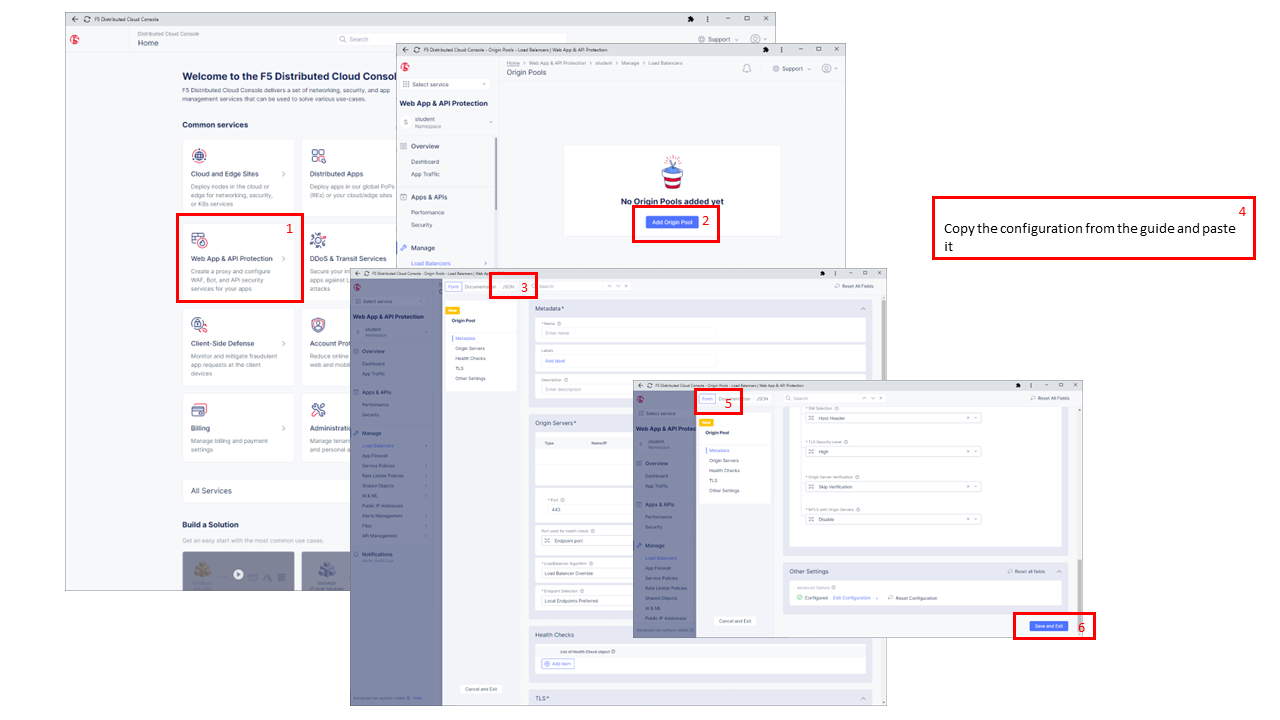 F5 Distributed Cloud Console
Distributed Cloud Console
Home
Search
Support
Welcome to the F5 Distributed Cloud Consol
F5 Distributed Cloud Console delivers a set of networking, security, and app
management services that can be used to solve various use-cases.
Common services
Cloud and Edge Sites
Deploy nodes in the cloud or
edge for networking, security,
or K8s services
Distributed Apps
Deploy apps in our global PoPs
(REs) or your cloud/edge sites
1
Web App & API Protection
Create a proxy and configure
WAF, Bot, and API security
services for your apps
DDoS & Transit Services
Secure your in
apps against L
attacks
Client-Side Defense
Monitor and mitigate fraudulent
app requests at the client
devices
Account Prot
Reduce online
web and mobil
Billing
Manage billing and payment
settings
Administratio
Manage tenan
and personal a
All Services
Build a Solution
Get an easy start with the most common use cases.
F5 Distributed Cloud Console - Origin Pools - Load Balancers | Web App & API Protection
Home > Web App & API Protection > student > Manage > Load Balancers
Origin Pools
Support
Select service
Web App & API Protection
S
student
Namespace
Overview
Dashboard
App Traffic
Apps & APIs
Performance
Security
Manage
Load Balancers
No Origin Pools added yet
Add Origin Pool
2
F5 Distributed Cloud Console - Origin Pools - Load Balancers | Web App
Select service
Web App & API Protection
S
student
Namespace
Overview
Dashboard
App Traffic
Apps & APIs
Performance
Security
Manage
Load Balancers
App Firewall
Service Policies
Rate Limiter Policies
Shared Objects
AI & ML
Public IP Addresses
Alerts Management
Files
API Management
Notifications
Advanced nav options visible
Form
Documentation
JSON
3
Search
Reset All Fields
New
Origin Pool
Metadata
Origin Servers
Health Checks
TLS
Other Settings
Cancel and Exit
Metadata*
* Name
Enter name
Labels
Add label
Description
Enter description
Origin Servers*
Type
Name/IP
* Port
443
Port used for health check
Endpoint port
* LoadBalancer Algorithm
Load Balancer Override
* Endpoint Selection
Local Endpoints Preferred
Health Checks
List of Health Check object
Add Item
TLS*
4
Copy the configuration from the guide and paste
it
F5 Distributed Cloud Console - Origin Pools - Load Balancers | Web App & API Protection
Select service
Web App & API Protec
S
student
Namespace
Overview
Dashboard
App Traffic
Apps & APIs
Performance
Security
Manage
Load Balancers
App Firewall
Service Policies
Rate Limiter Policies
Shared Objects
AI & ML
Public IP Addresses
Advanced nav options visible
Form
Documentation
JSON
5
Search
Reset All Fields
New
Origin Pool
Metadata
Origin Servers
Health Checks
TLS
Other Settings
Cancel and Exit
* SNI Selection
Host Header
* TLS Security Level
High
* Origin Server Verification
Skip Verification
* MTLS with Origin Servers
Disable
Other Settings
Reset all fields
Advanced Options
Configured
Edit Configuration
Reset Configuration
Save and Exit
6